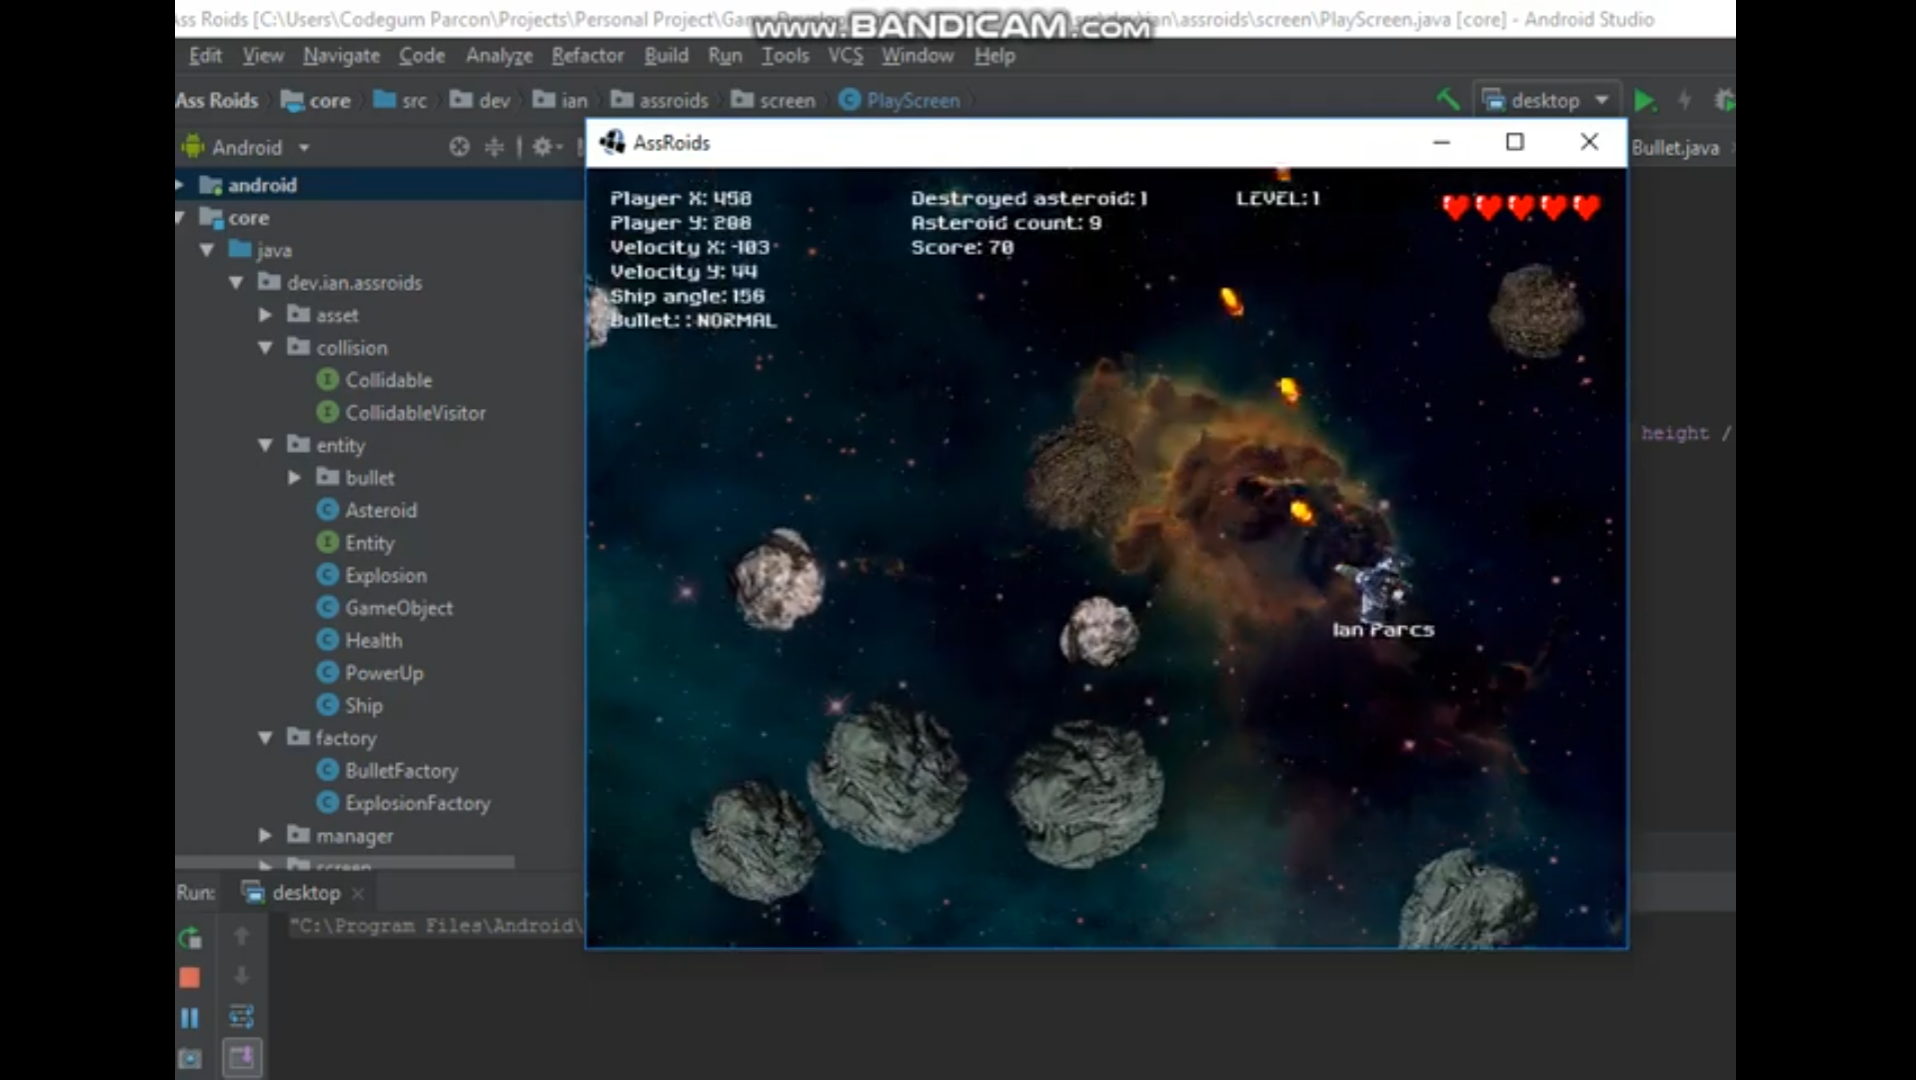 Ass Roids [C:\Users\Codegum Parcon\Projects\Personal Project\Gam
ian\assroids\screen\PlayScreen.java [core] - Android Studio
www.BANDICAM.com
Edit View Navigate Code Analyze Refactor Build Run Tools VCS Window Help
Ass Roids core src dev ian assroids screen PlayScreen desktop
Android
AssRoids
Bullet.java
android
core
java
dev.ian.assroids
asset
collision
Collidable
CollidableVisitor
entity
bullet
Asteroid
Entity
Explosion
GameObject
Health
PowerUp
Ship
factory
BulletFactory
ExplosionFactory
manager
screen
Player X: 458
Player Y: 288
Velocity X: -103
Velocity Y: 44
Ship angle: 156
Bullet: : NORMAL
Destroyed asteroid: 1
Asteroid count: 9
Score: 70
LEVEL: 1
height /
Ian Parcs
Run: desktop
"C:\Program Files\Android\